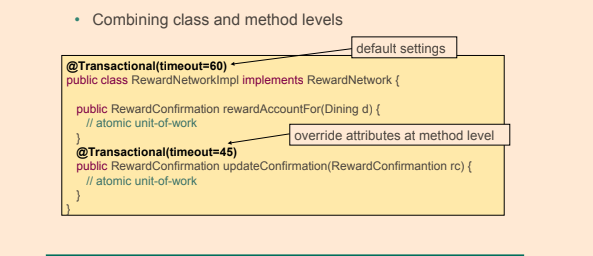 • Combining class and method levels
default settings
@Transactional(timeout=60)
public class RewardNetworkImpl implements RewardNetwork {
public RewardConfirmation rewardAccountFor(Dining d) {
// atomic unit-of-work
}
override attributes at method level
@Transactional(timeout=45)
public RewardConfirmation updateConfirmation(RewardConfirmantion rc) {
// atomic unit-of-work
}
}